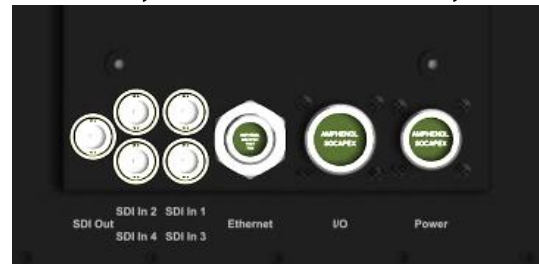 AMPHENOL
SOCAPEX
AMPHENOL
SOCAPEX
SDI Out
SDI In 2 SDI In 1
SDI In 4 SDI In 3
Ethernet
I/O
Power